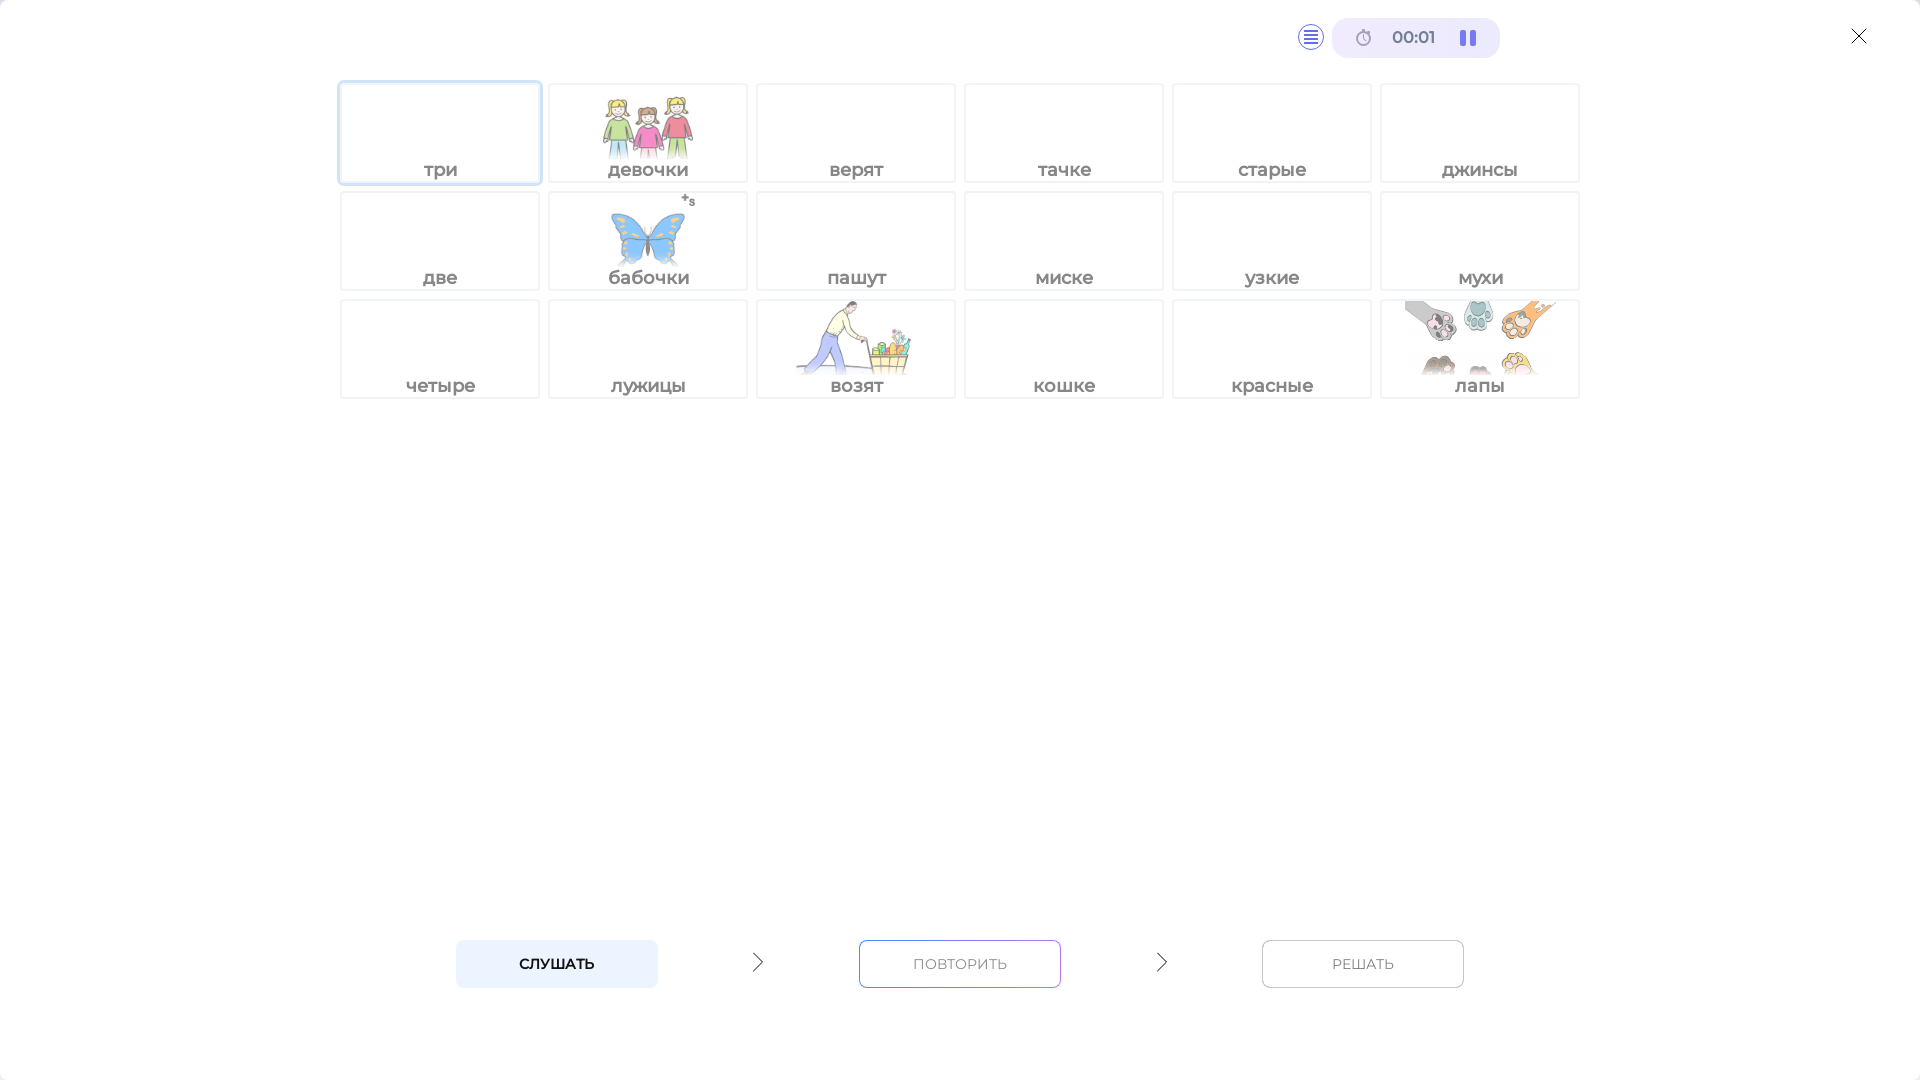 00:01
три девочки верят тачке старые джинсы
+s
две бабочки пашут миске узкие мухи
четыре лужицы возят кошке красные лапы
СЛУШАТЬ ПОВТОРИТЬ РЕШАТЬ